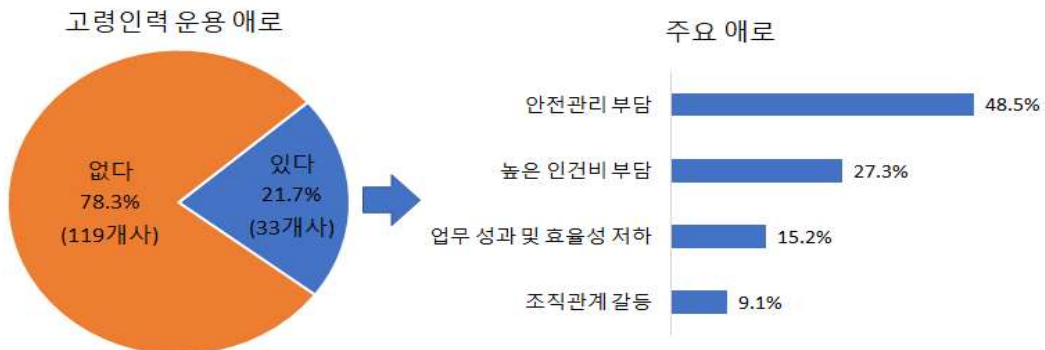 고령인력 운용 애로
없다
78.3%
(119개사)
있다
21.7%
(33개사)
주요 애로
안전관리 부담 48.5%
높은 인건비 부담 27.3%
업무 성과 및 효율성 저하 15.2%
조직관계 갈등 9.1%